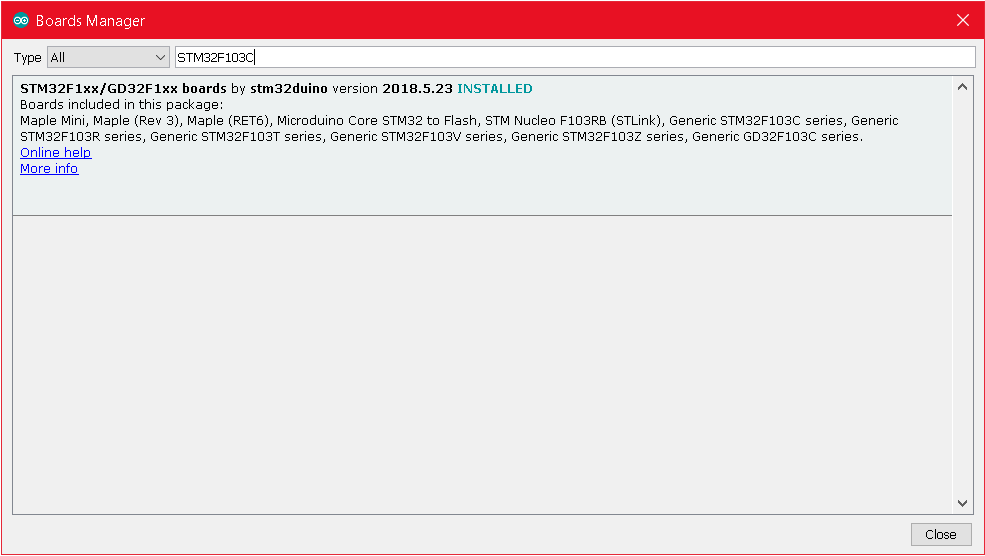 Boards Manager
Type All STM32F103C
STM32F1xx/GD32F1xx boards by stm32duino version 2018.5.23 INSTALLED
Boards included in this package:
Maple Mini, Maple (Rev 3), Maple (RET6), Microduino Core STM32 to Flash, STM Nucleo F103RB (STLink), Generic STM32F103C series, Generic
STM32F103R series, Generic STM32F103T series, Generic STM32F103V series, Generic STM32F103Z series, Generic GD32F103C series.
Online help
More info
Close